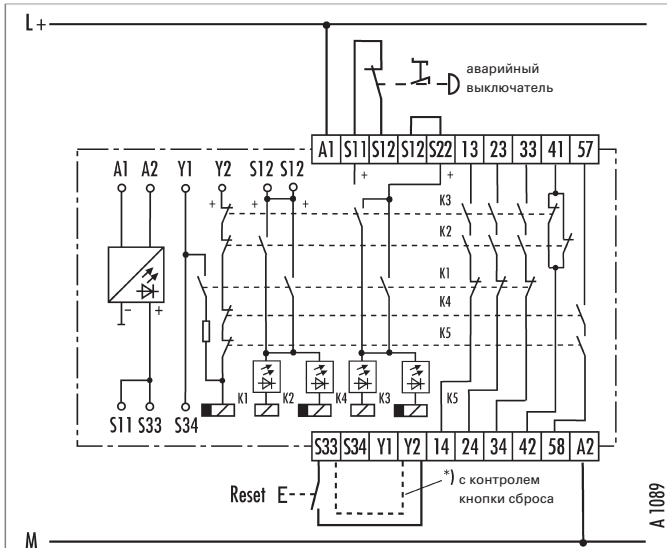 L+
аварийный
выключатель
A1 S11 S12 S12 S22 13 23 33 41 57
A1 A2 Y1 Y2 S12 S12
+ + + + +
K3
K2
K1
K4
K5
− +
K1 K2 K4 K3 K5
S11 S33 S34
S33 S34 Y1 Y2 14 24 34 42 58 A2
Reset E
*) с контролем
кнопки сброса
A 1089
M